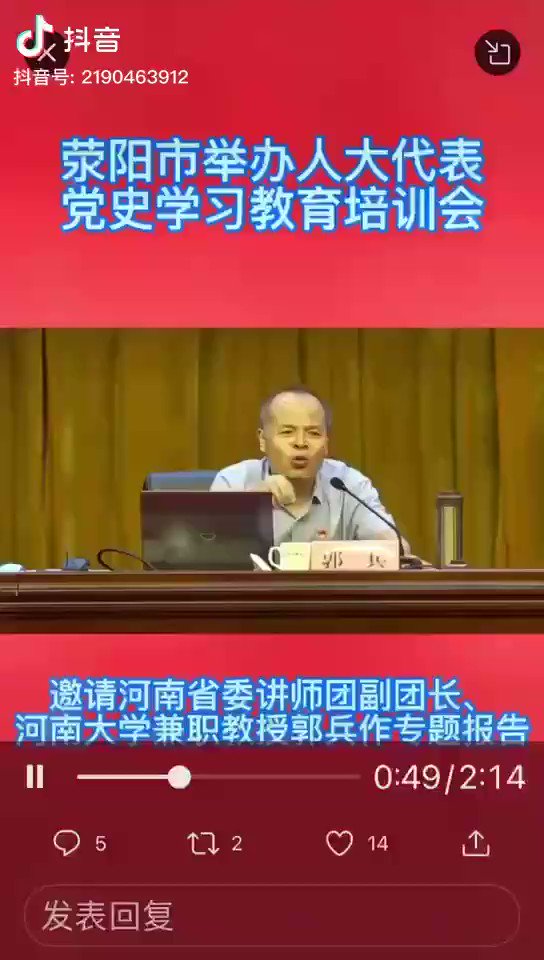 抖音
抖音号: 2190463912
荥阳市举办人大代表
党史学习教育培训会
郭 兵
邀请河南省委讲师团副团长、
河南大学兼职教授郭兵作专题报告
0:49/2:14
5
2
14
发表回复